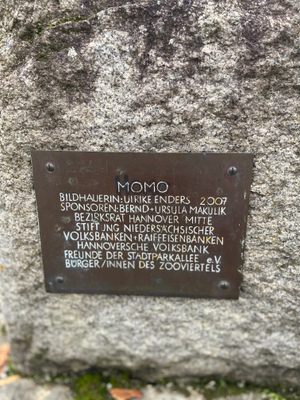 MOMO
BILDHAUERIN: ULRIKE ENDERS 2007
SPONSOREN: BERND + URSULA MAKULIK
BEZIRKSRAT HANNOVER MITTE
STIFTUNG NIEDERSÄCHSISCHER
VOLKSBANKEN + RAIFFEISENBANKEN
HANNOVERSCHE VOLKSBANK
FREUNDE DER STADTPARKALLEE e.V.
BÜRGER/INNEN DES ZOOVIERTELS